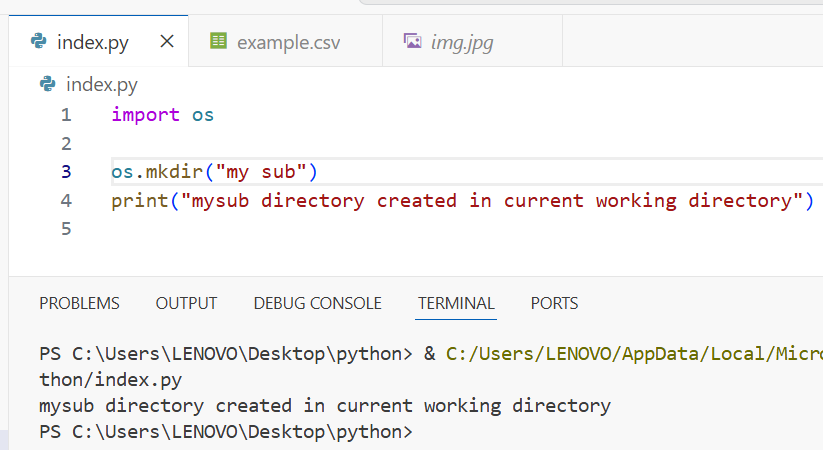 index.py
example.csv
img.jpg
index.py
1 import os
2
3 os.mkdir("my sub")
4 print("mysub directory created in current working directory")
5
PROBLEMS OUTPUT DEBUG CONSOLE TERMINAL PORTS
PS C:\Users\LENOVO\Desktop\python> & C:/Users/LENOVO/AppData/Local/Micro
thon/index.py
mysub directory created in current working directory
PS C:\Users\LENOVO\Desktop\python>